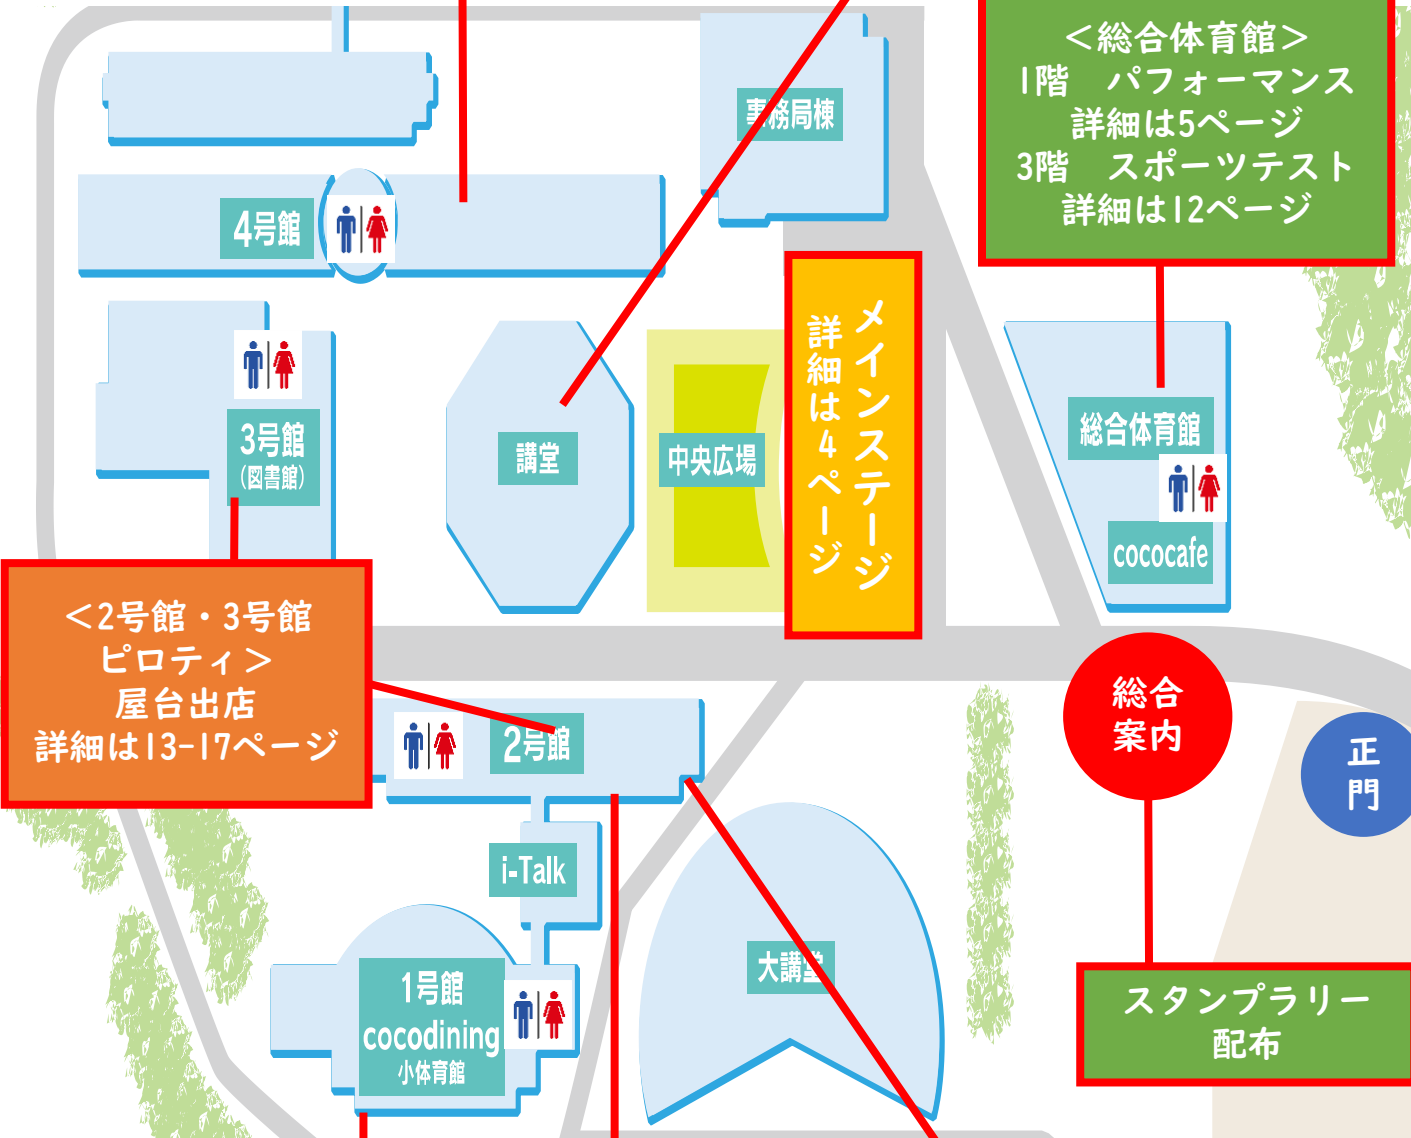 <総合体育館>
1階　パフォーマンス
詳細は5ページ
3階　スポーツテスト
詳細は12ページ
事務局棟
4号館
メインステージ
詳細は4ページ
3号館
(図書館)
講堂
中央広場
総合体育館
cococafe
<2号館・3号館
ピロティ>
屋台出店
詳細は13-17ページ
2号館
総合
案内
正
門
i-Talk
大講堂
1号館
cocodining
小体育館
スタンプラリー
配布